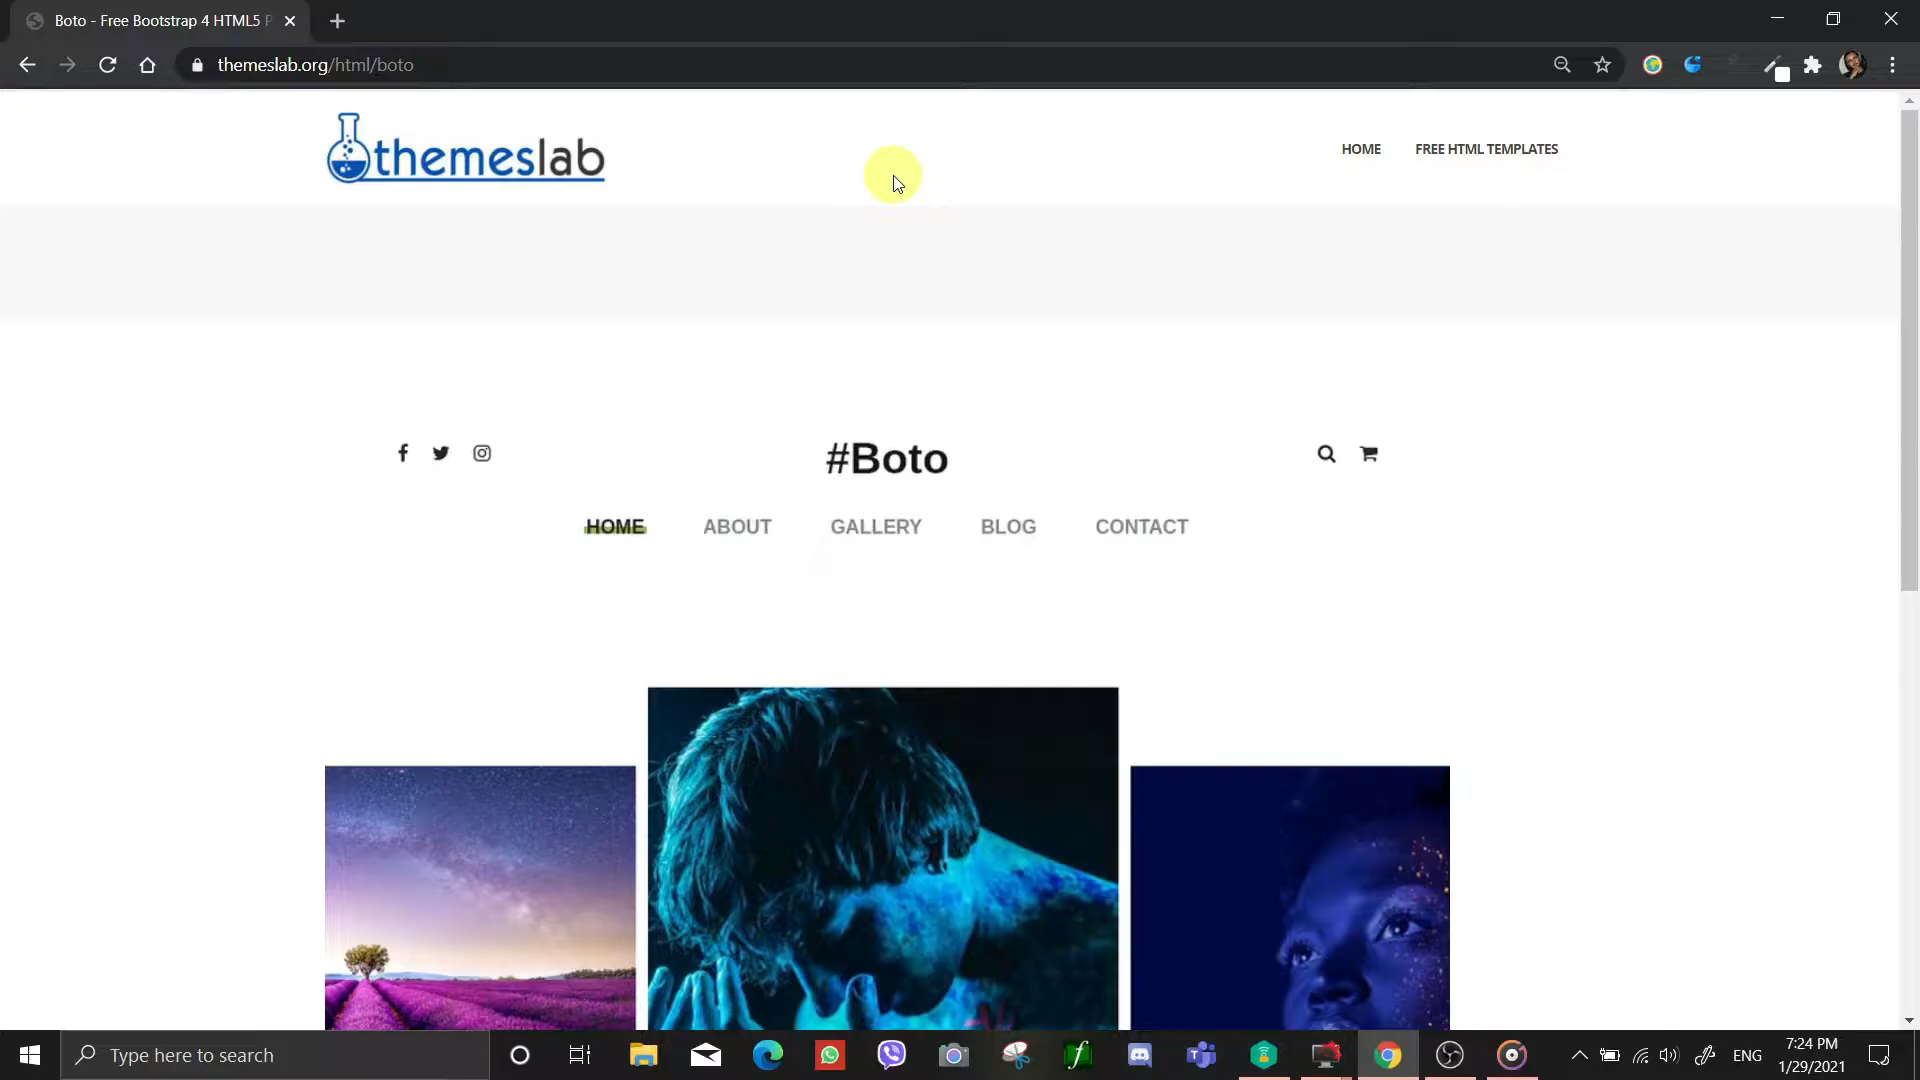 Boto - Free Bootstrap 4 HTML5 P
themeslab.org/html/boto
themeslab
HOME FREE HTML TEMPLATES
#Boto
HOME ABOUT GALLERY BLOG CONTACT
Type here to search
ENG
7:24 PM
1/29/2021